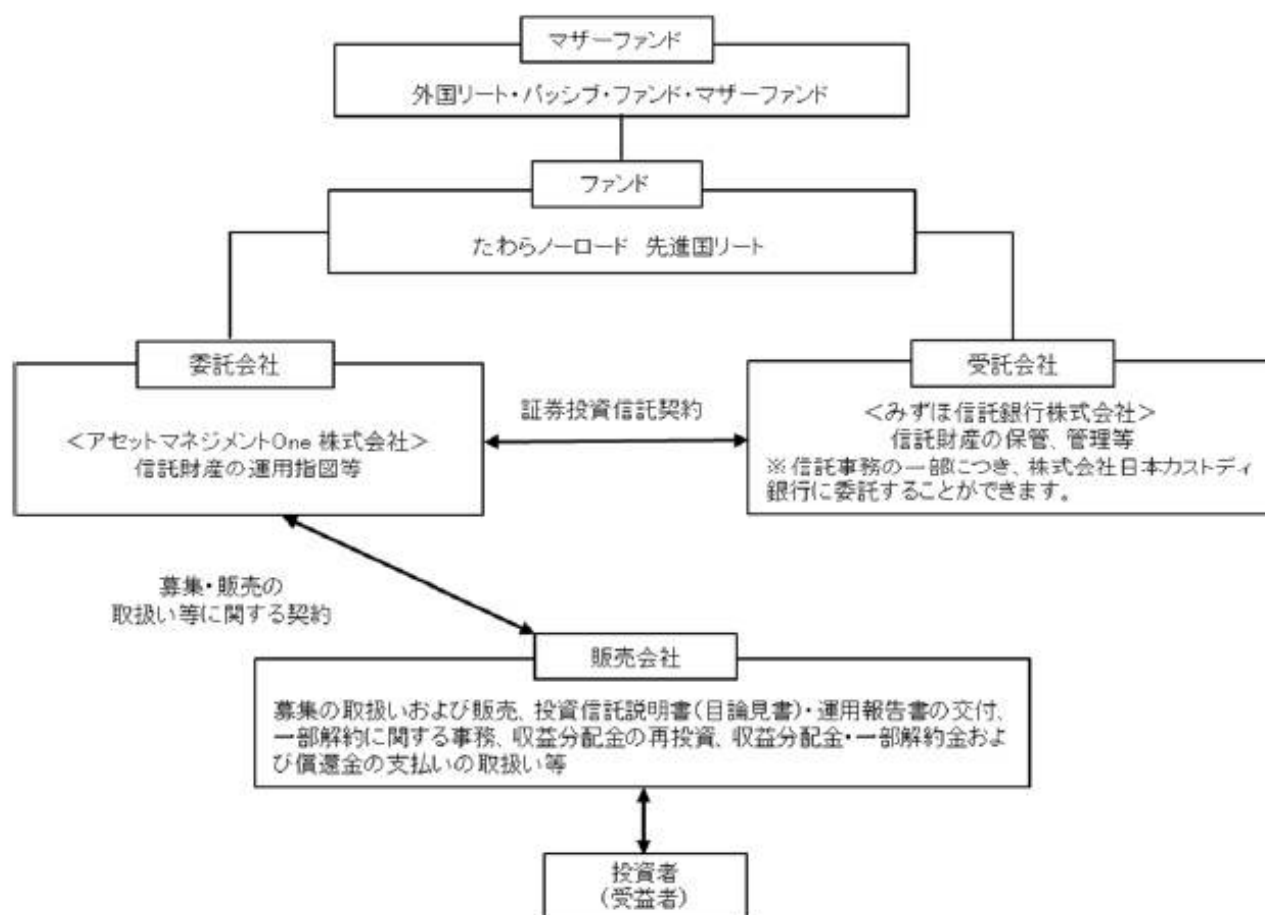 マザーファンド
外国リート・パッシブ・ファンド・マザーファンド
ファンド
たわらノーロード 先進国リート
委託会社
<アセットマネジメントOne 株式会社>
信託財産の運用指図等
証券投資信託契約
受託会社
<みずほ信託銀行株式会社>
信託財産の保管、管理等
※信託事務の一部につき、株式会社日本カストディ
銀行に委託することができます。
募集・販売の
取扱い等に関する契約
販売会社
募集の取扱いおよび販売、投資信託説明書(目論見書)・運用報告書の交付、
一部解約に関する事務、収益分配金の再投資、収益分配金・一部解約金およ
び償還金の支払いの取扱い等
投資者
(受益者)